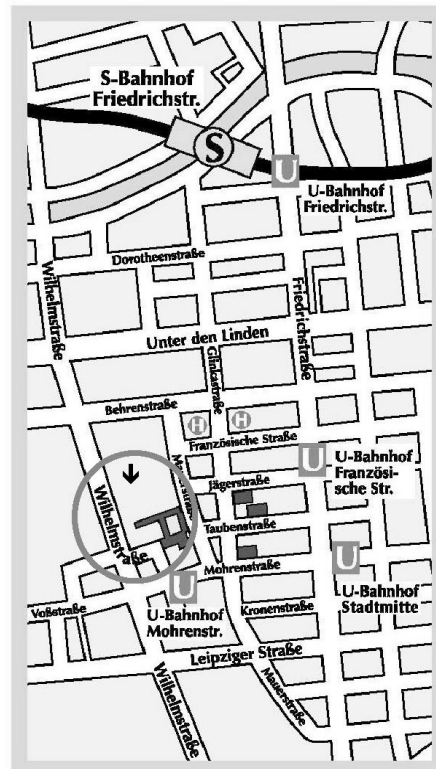 S-Bahnhof
Friedrichstr.
S
U
U-Bahnhof
Friedrichstr.
Wilhelmstraße
Dorotheenstraße
Friedrichstraße
Unter den Linden
Glinkastraße
Behrenstraße
H
H
Französische Straße
U
U-Bahnhof
Französi-
sche Str.
Mauerstraße
Jägerstraße
Wilhelmstraße
Taubenstraße
Mohrenstraße
U
U-Bahnhof
Stadtmitte
U
U-Bahnhof
Mohrenstr.
Voßstraße
Kronenstraße
Leipziger Straße
Wilhelmstraße
Mauerstraße